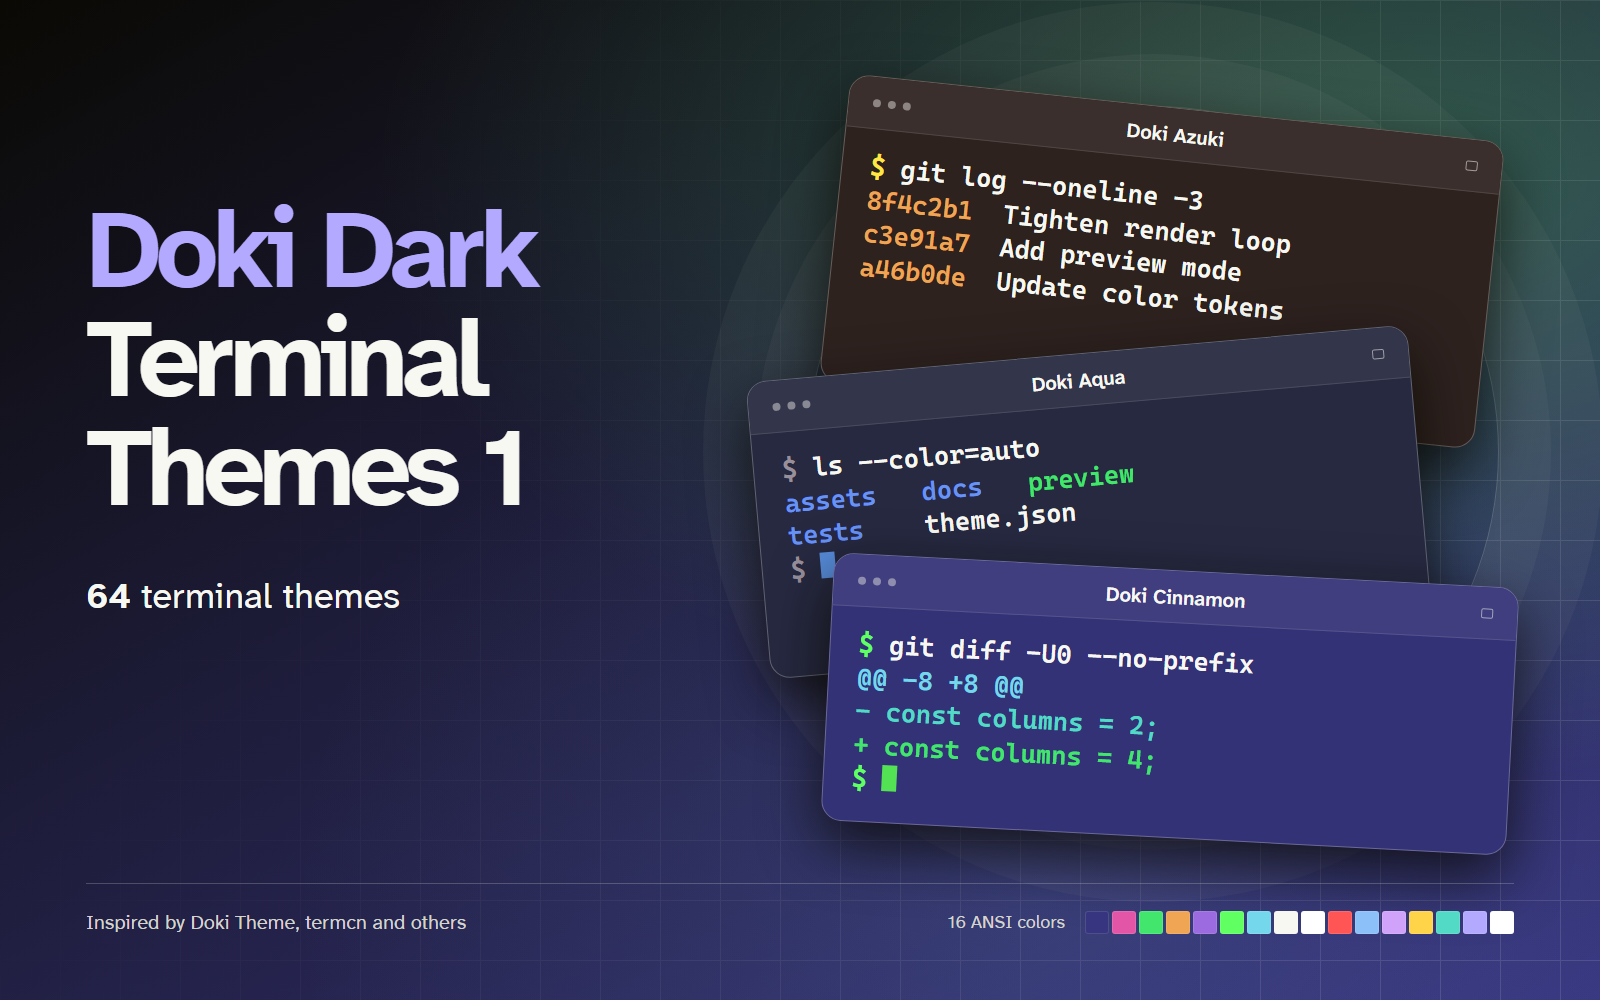 Doki Dark
Terminal
Themes 1
64 terminal themes
Doki Azuki
$ git log --oneline -3
8f4c2b1 Tighten render loop
c3e91a7 Add preview mode
a46b0de Update color tokens
Doki Aqua
$ ls --color=auto
assets docs preview
tests theme.json
$
Doki Cinnamon
$ git diff -U0 --no-prefix
@@ -8 +8 @@
- const columns = 2;
+ const columns = 4;
$
Inspired by Doki Theme, termcn and others
16 ANSI colors